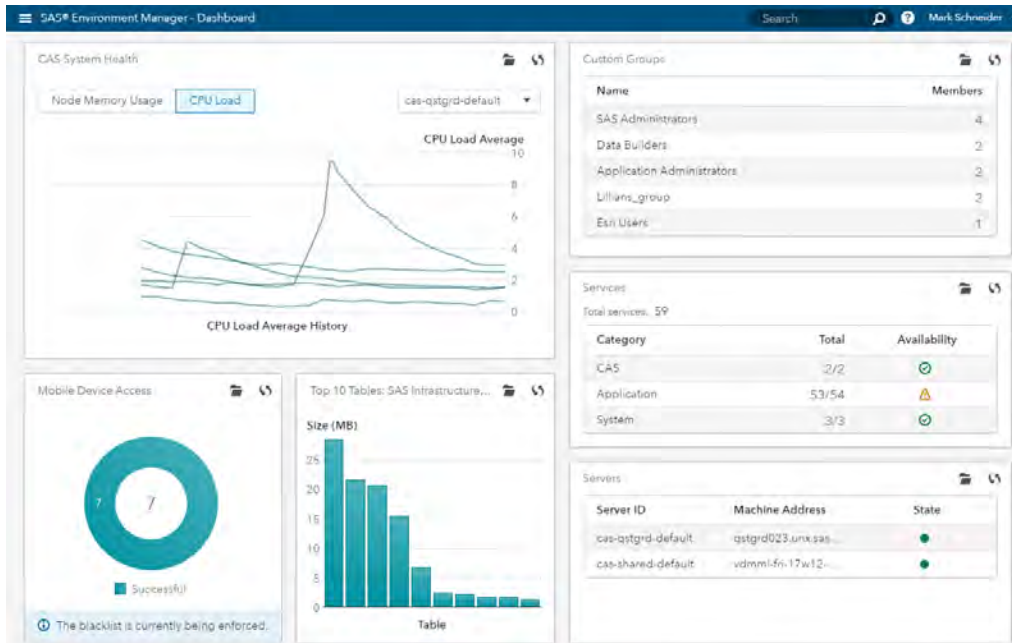 SAS® Environment Manager - Dashboard
Search
Mark Schneider
CAS System Health
Node Memory Usage
CPU Load
cas-qstgrd-default
CPU Load Average
10
8
6
4
2
0
CPU Load Average History
Custom Groups
Name Members
SAS Administrators 4
Data Builders 2
Application Administrators 2
Lillians_group 2
Esri Users 1
Services
Total services: 59
Category Total Availability
CAS 2/2
Application 53/54
System 3/3
Mobile Device Access
7
7
Successful
The blacklist is currently being enforced.
Top 10 Tables: SAS Infrastructure...
Size (MB)
25
20
15
10
5
0
Table
Servers
Server ID Machine Address State
cas-qstgrd-default qstgrd023.unx.sas...
cas-shared-default vdmml-fri-17w12-...